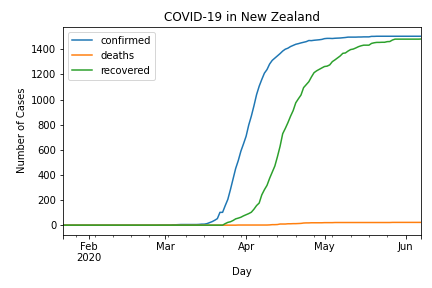 COVID-19 in New Zealand
confirmed
deaths
recovered
Number of Cases
1400
1200
1000
800
600
400
200
0
Feb Mar Apr May Jun
2020
Day